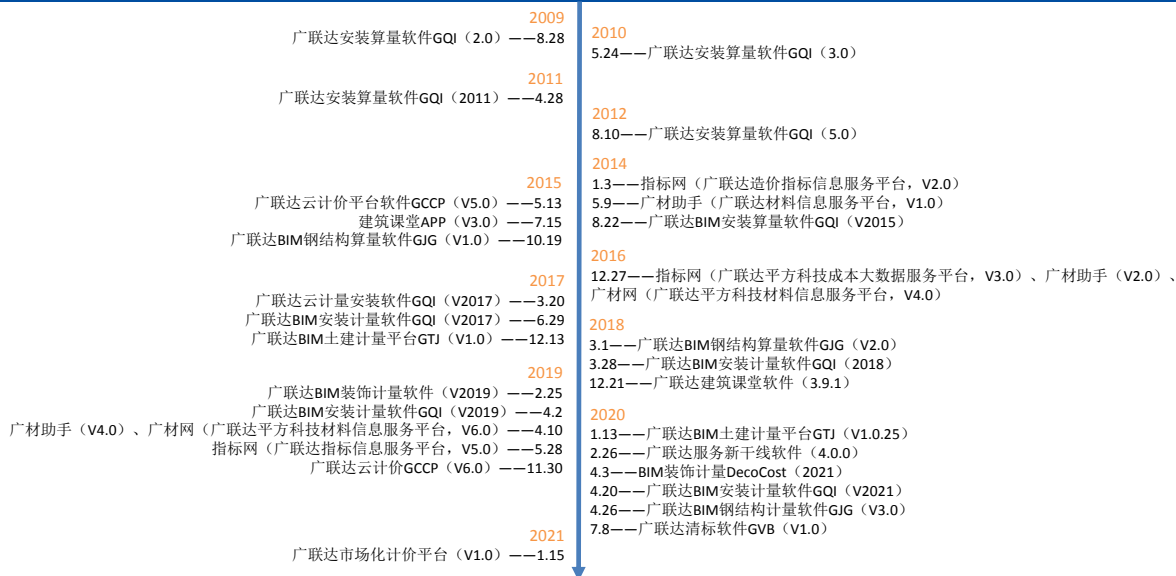 2009
广联达安装算量软件GQI（2.0）——8.28
2010
5.24——广联达安装算量软件GQI（3.0）
2011
广联达安装算量软件GQI（2011）——4.28
2012
8.10——广联达安装算量软件GQI（5.0）
2014
1.3——指标网（广联达造价指标信息服务平台，V2.0）
5.9——广材助手（广联达材料信息服务平台，V1.0）
8.22——广联达BIM安装算量软件GQI（V2015）
2015
广联达云计价平台软件GCCP（V5.0）——5.13
建筑课堂APP（V3.0）——7.15
广联达BIM钢结构算量软件GJG（V1.0）——10.19
2016
12.27——指标网（广联达平方科技成本大数据服务平台，V3.0）、广材助手（V2.0）、
广材网（广联达平方科技材料信息服务平台，V4.0）
2017
广联达云计量安装软件GQI（V2017）——3.20
广联达BIM安装计量软件GQI（V2017）——6.29
广联达BIM土建计量平台GTJ（V1.0）——12.13
2018
3.1——广联达BIM钢结构算量软件GJG（V2.0）
3.28——广联达BIM安装计量软件GQI（2018）
12.21——广联达建筑课堂软件（3.9.1）
2019
广联达BIM装饰计量软件（V2019）——2.25
广联达BIM安装计量软件GQI（V2019）——4.2
广材助手（V4.0）、广材网（广联达平方科技材料信息服务平台，V6.0）——4.10
指标网（广联达指标信息服务平台，V5.0）——5.28
广联达云计价GCCP（V6.0）——11.30
2020
1.13——广联达BIM土建计量平台GTJ（V1.0.25）
2.26——广联达服务新干线软件（4.0.0）
4.3——BIM装饰计量DecoCost（2021）
4.20——广联达BIM安装计量软件GQI（V2021）
4.26——广联达BIM钢结构计量软件GJG（V3.0）
7.8——广联达清标软件GVB（V1.0）
2021
广联达市场化计价平台（V1.0）——1.15